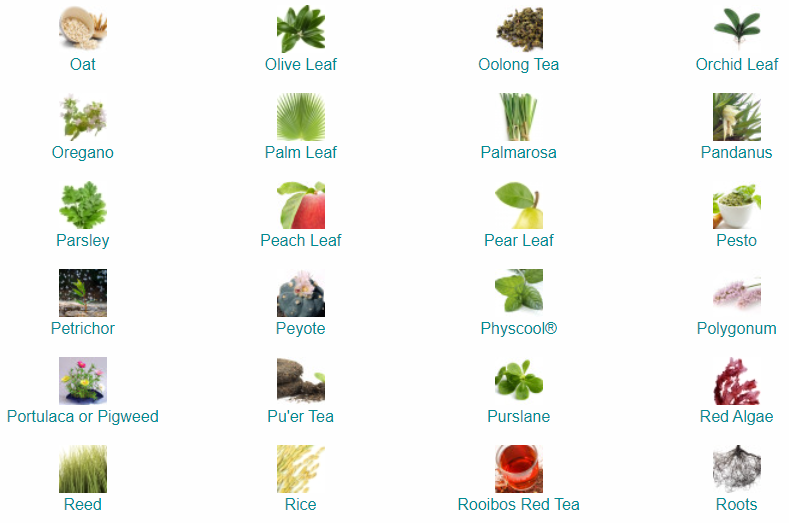 Oat
Olive Leaf
Oolong Tea
Orchid Leaf
Oregano
Palm Leaf
Palmarosa
Pandanus
Parsley
Peach Leaf
Pear Leaf
Pesto
Petrichor
Peyote
Physcool®
Polygonum
Portulaca or Pigweed
Pu'er Tea
Purslane
Red Algae
Reed
Rice
Rooibos Red Tea
Roots